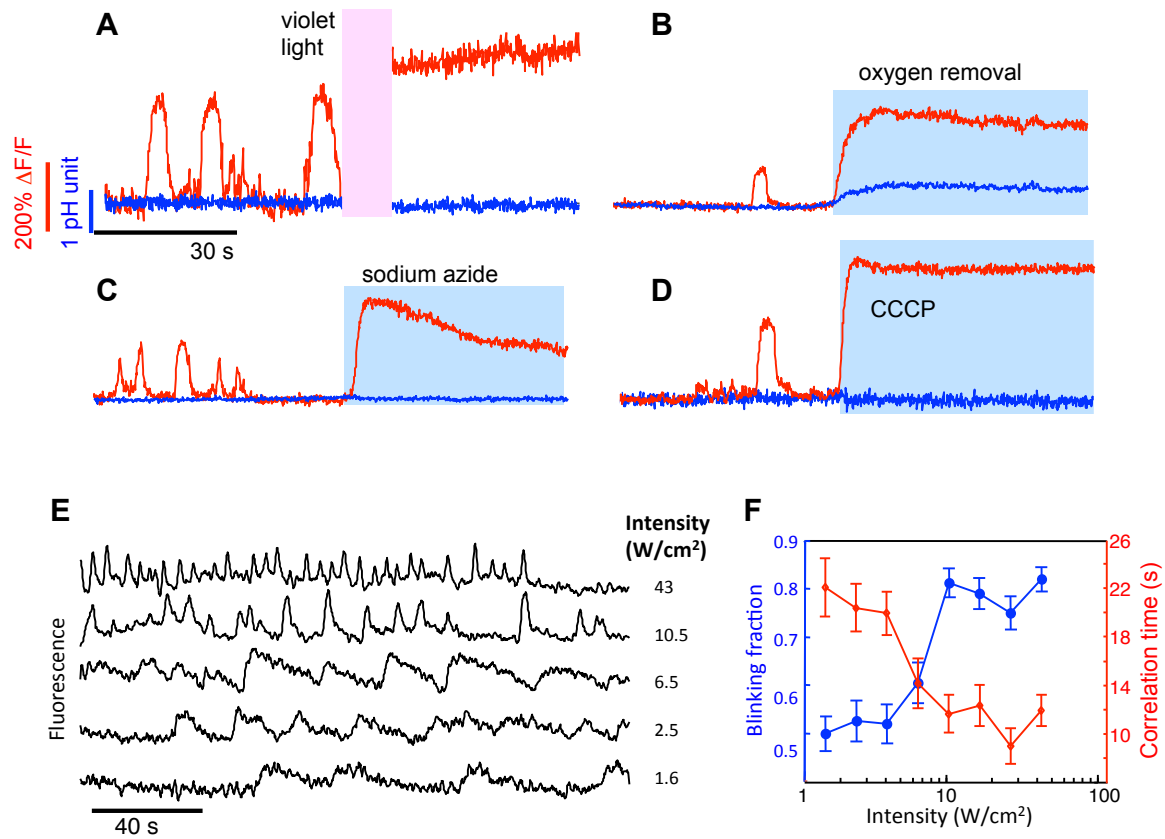 A
violet
light
B
oxygen removal
200% ΔF/F
1 pH unit
30 s
C
sodium azide
D
CCCP
E
Intensity
(W/cm²)
Fluorescence
43
10.5
6.5
2.5
1.6
40 s
F
Blinking fraction
0.9
0.8
0.7
0.6
0.5
26
22
18
12
10
Correlation time (s)
1
10
100
Intensity (W/cm²)